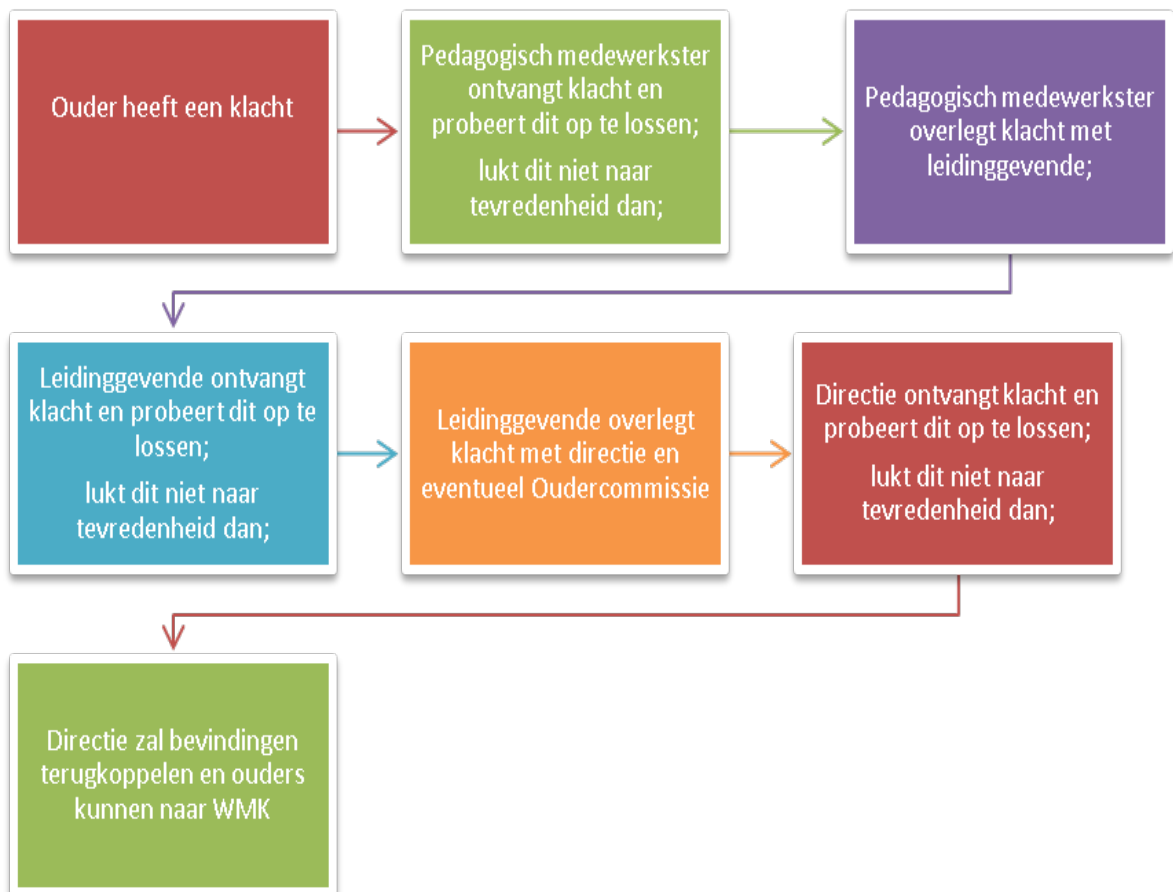 Ouder heeft een klacht
Pedagogisch medewerkster
ontvangt klacht en
probeert dit op te lossen;
lukt dit niet naar
tevredenheid dan;
Pedagogisch medewerkster
overlegt klacht met
leidinggevende;
Leidinggevende ontvangt
klacht en probeert dit op te
lossen;
lukt dit niet naar
tevredenheid dan;
Leidinggevende overlegt
klacht met directie en
eventueel Oudercommissie
Directie ontvangt klacht en
probeert dit op te lossen;
lukt dit niet naar
tevredenheid dan;
Directie zal bevindingen
terugkoppelen en ouders
kunnen naar WMK